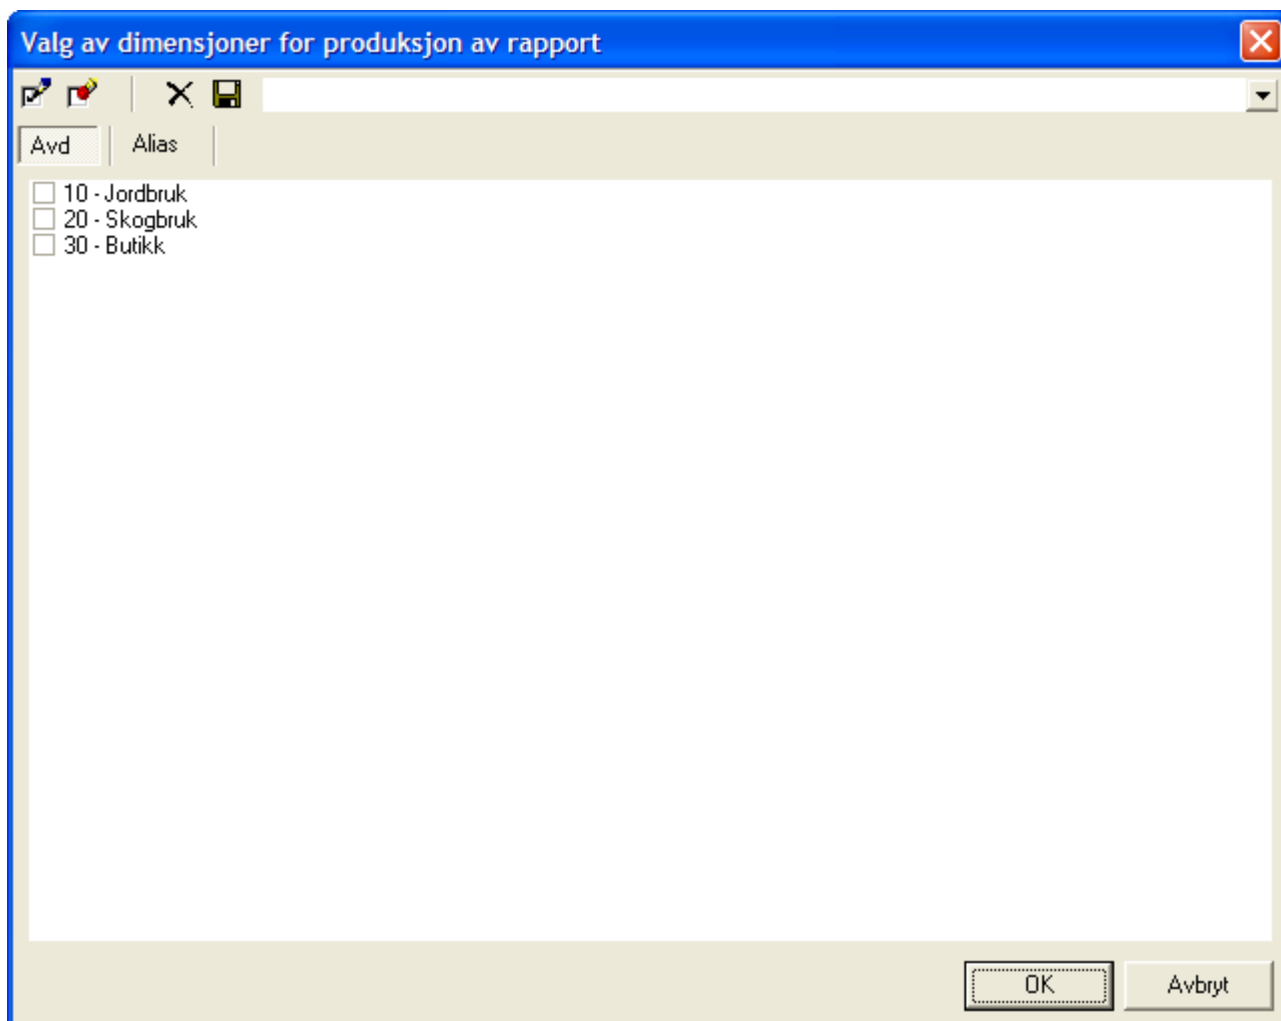 Valg av dimensjoner for produksjon av rapport
Avd
Alias
10 - Jordbruk
20 - Skogbruk
30 - Butikk
OK
Avbryt